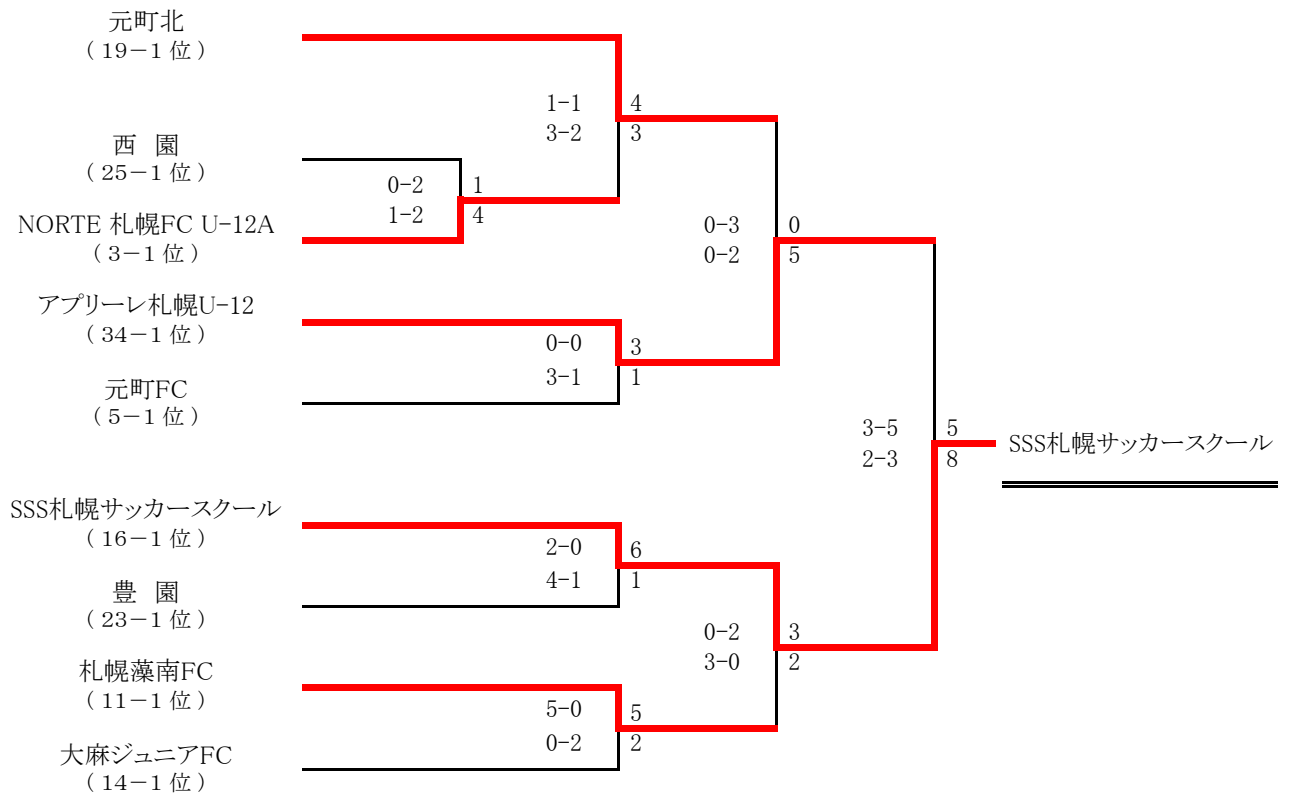 元町北
（ 19－1 位 ）
1-1 4
3-2 3
西　園
（ 25－1 位 ）
0-2 1
1-2 4
NORTE 札幌FC U-12A
（ 3－1 位 ）
0-3 0
0-2 5
アプリーレ札幌U-12
（ 34－1 位 ）
0-0 3
3-1 1
元町FC
（ 5－1 位 ）
3-5 5
2-3 8
SSS札幌サッカースクール
SSS札幌サッカースクール
（ 16－1 位 ）
2-0 6
4-1 1
豊　園
（ 23－1 位 ）
0-2 3
3-0 2
札幌藻南FC
（ 11－1 位 ）
5-0 5
0-2 2
大麻ジュニアFC
（ 14－1 位 ）